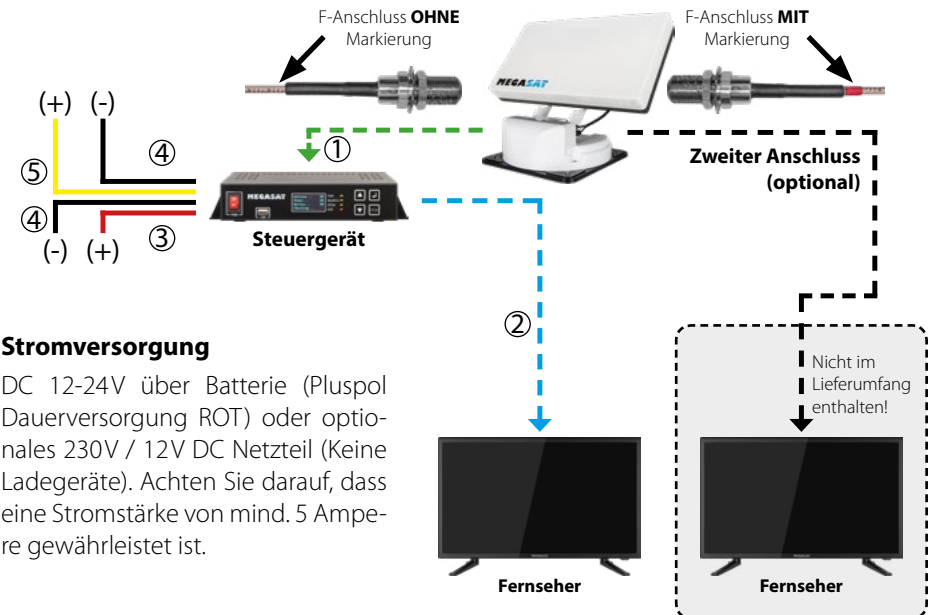 F-Anschluss OHNE
Markierung
F-Anschluss MIT
Markierung
MEGASAT
(+) (-)
④
①
⑤
Zweiter Anschluss
(optional)
MEGASAT
④
③
(-) (+)
Steuergerät
②
Stromversorgung
DC 12-24V über Batterie (Pluspol
Dauerversorgung ROT) oder optio-
nales 230V / 12V DC Netzteil (Keine
Ladegeräte). Achten Sie darauf, dass
eine Stromstärke von mind. 5 Ampe-
re gewährleistet ist.
Nicht im
Lieferumfang
enthalten!
Fernseher
Fernseher